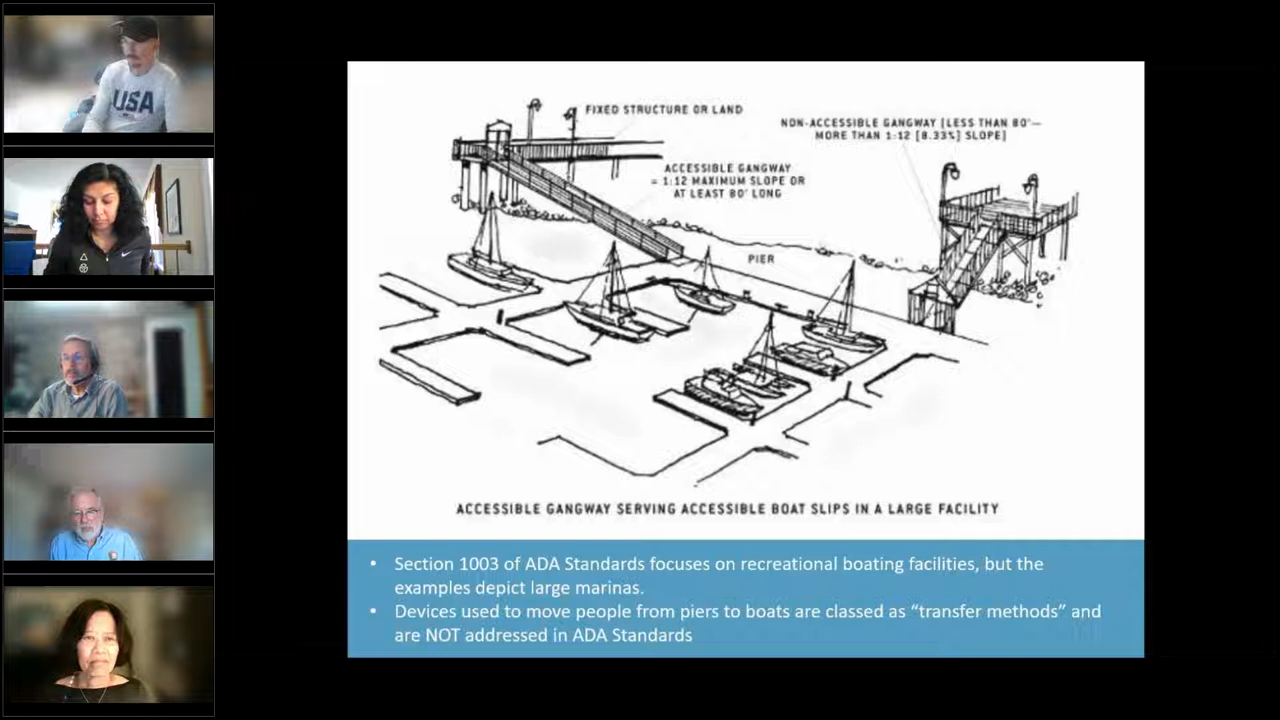 USA
FIXED STRUCTURE OR LAND
NON-ACCESSIBLE GANGWAY [LESS THAN 80'—
MORE THAN 1:12 [8.33%] SLOPE]
ACCESSIBLE GANGWAY
= 1:12 MAXIMUM SLOPE OR
AT LEAST 80' LONG
PIER
ACCESSIBLE GANGWAY SERVING ACCESSIBLE BOAT SLIPS IN A LARGE FACILITY
• Section 1003 of ADA Standards focuses on recreational boating facilities, but the
examples depict large marinas.
• Devices used to move people from piers to boats are classed as “transfer methods” and
are NOT addressed in ADA Standards